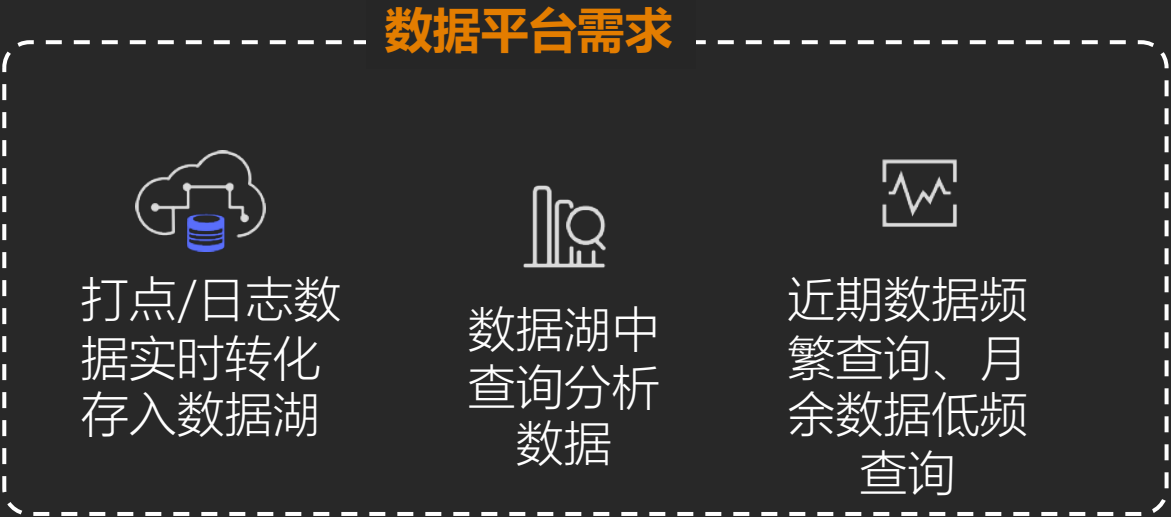 数据平台需求
打点/日志数
据实时转化
存入数据湖
数据湖中
查询分析
数据
近期数据频
繁查询、月
余数据低频
查询